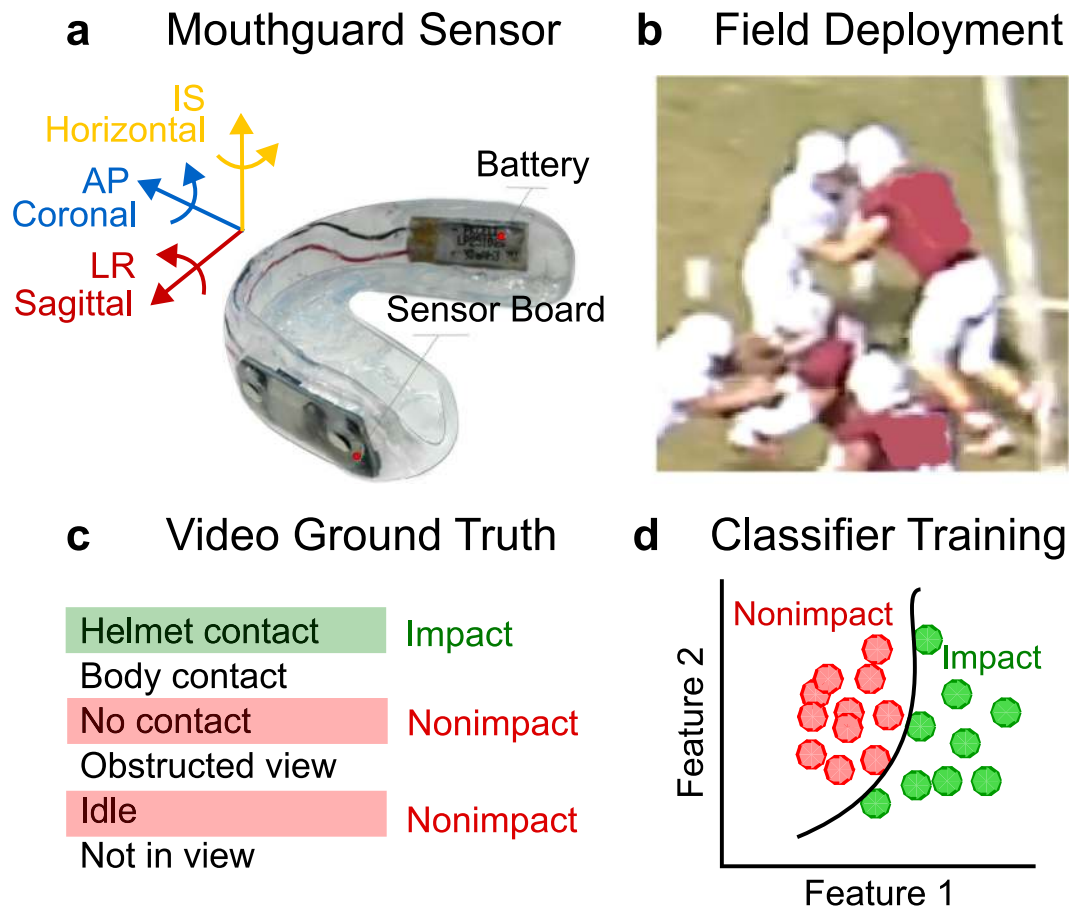 a Mouthguard Sensor
IS
Horizontal
AP
Coronal
LR
Sagittal
Battery
Sensor Board
b Field Deployment
c Video Ground Truth
Helmet contact
Impact
Body contact
No contact
Nonimpact
Obstructed view
Idle
Nonimpact
Not in view
d Classifier Training
Nonimpact
Impact
Feature 2
Feature 1